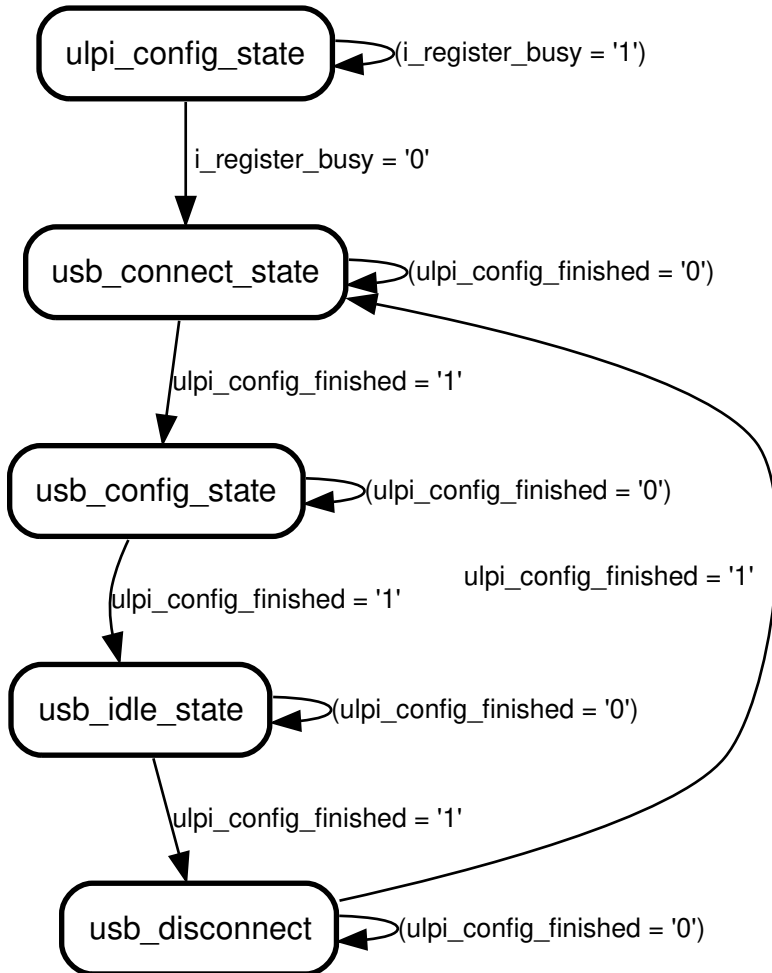 ulpi_config_state
(i_register_busy = '1')
i_register_busy = '0'
usb_connect_state
(ulpi_config_finished = '0')
ulpi_config_finished = '1'
usb_config_state
(ulpi_config_finished = '0')
ulpi_config_finished = '1'
ulpi_config_finished = '1'
usb_idle_state
(ulpi_config_finished = '0')
ulpi_config_finished = '1'
usb_disconnect
(ulpi_config_finished = '0')